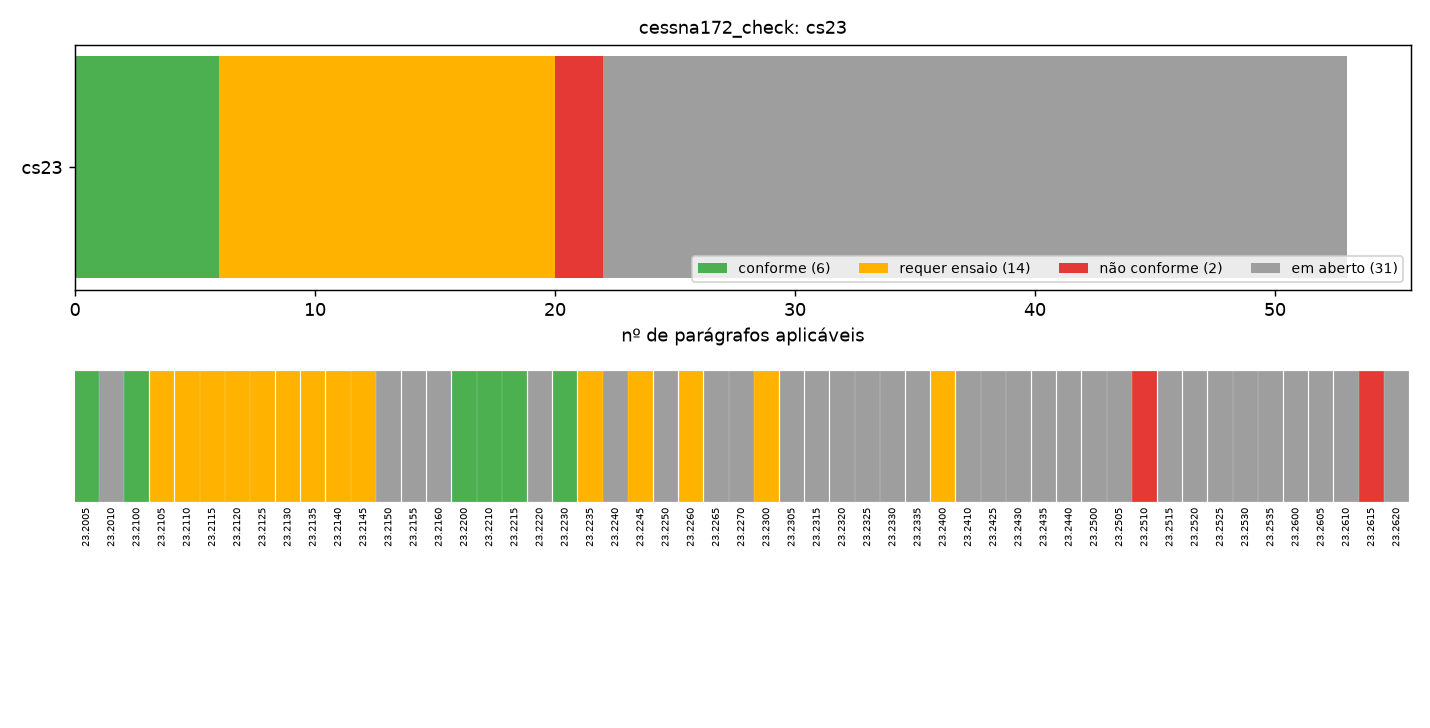 cessna172_check: cs23
cs23
conforme (6) requer ensaio (14) não conforme (2) em aberto (31)
0 10 20 30 40 50
nº de parágrafos aplicáveis
23.2005 23.2010 23.2100 23.2105 23.2110 23.2115 23.2120 23.2125 23.2130 23.2135 23.2140 23.2145 23.2150 23.2155 23.2160 23.2200 23.2210 23.2215 23.2220 23.2230 23.2235 23.2240 23.2245 23.2250 23.2260 23.2265 23.2270 23.2300 23.2305 23.2315 23.2320 23.2325 23.2330 23.2335 23.2400 23.2410 23.2425 23.2430 23.2435 23.2440 23.2500 23.2505 23.2510 23.2515 23.2520 23.2525 23.2530 23.2535 23.2600 23.2605 23.2610 23.2615 23.2620